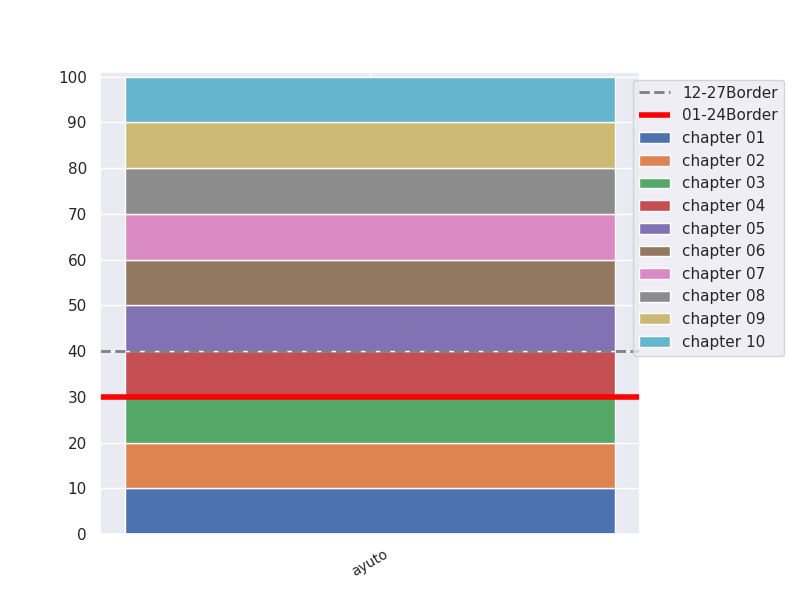 100
90
80
70
60
50
40
30
20
10
0
ayuto
12-27Border
01-24Border
chapter 01
chapter 02
chapter 03
chapter 04
chapter 05
chapter 06
chapter 07
chapter 08
chapter 09
chapter 10